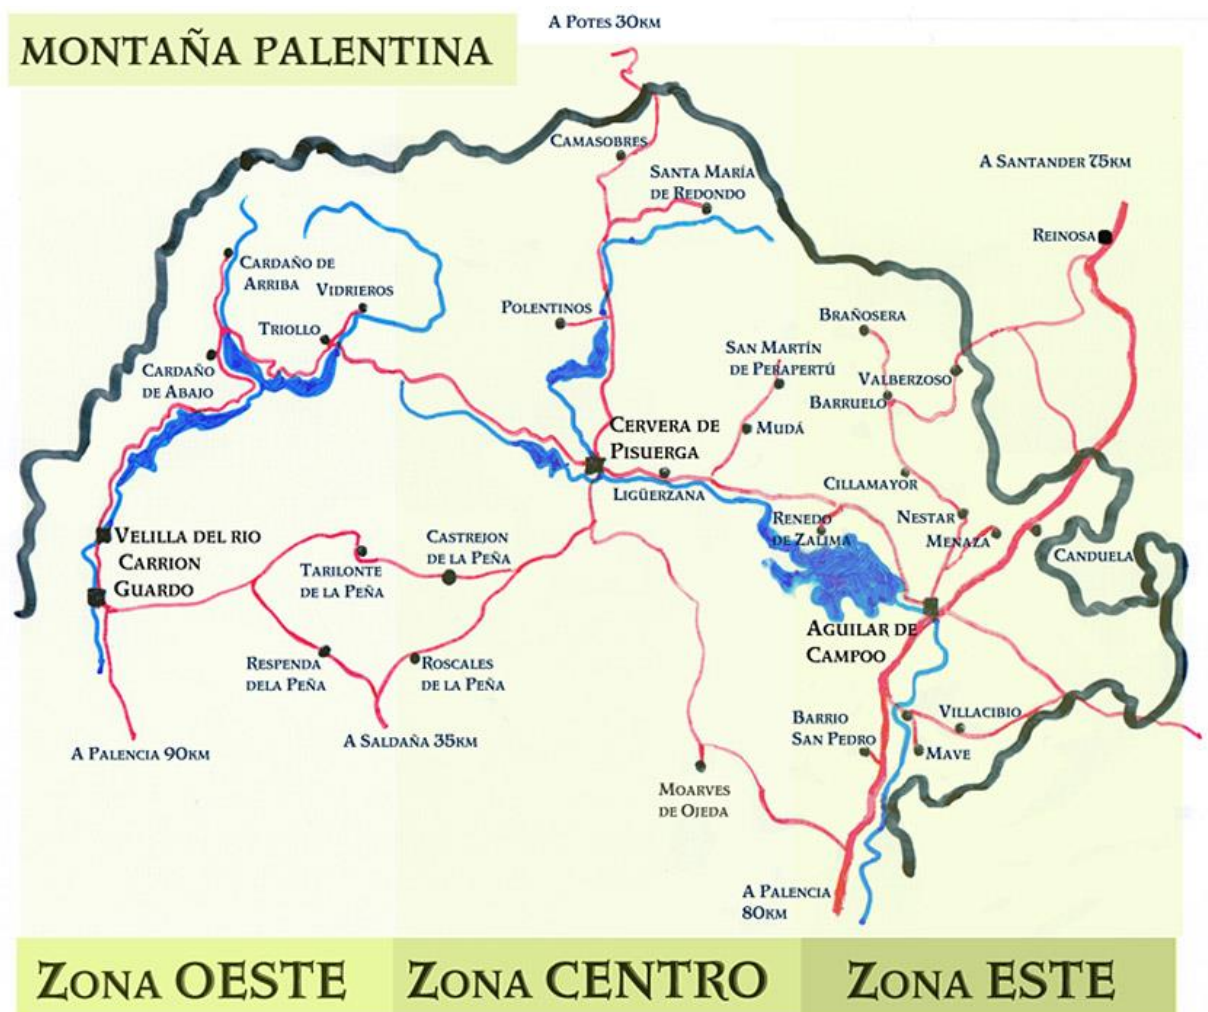 A POTES 30KM
MONTAÑA PALENTINA
CAMASOBRES
A SANTANDER 75KM
SANTA MARÍA
DE REDONDO
REINOSA
CARDAÑO DE
ARRIBA
VIDRIEROS
POLENTINOS
BRAÑOSERA
TRIOLLO
SAN MARTÍN
DE PERAPERTÚ
CARDAÑO
DE ABAJO
VALBERZOSO
BARRUELO
CERVERA DE
PISUERGA
MUDÁ
LIGÜERZANA
CILLAMAYOR
RENEDO
DE ZALIMA
NESTAR
MENAZA
CANDUELA
VELILLA DEL RIO
CARRION
GUARDO
CASTREJON
DE LA PEÑA
TARILONTE
DE LA PEÑA
AGUILAR DE
CAMPOO
RESPENDA
DELA PEÑA
ROSCALES
DE LA PEÑA
BARRIO
SAN PEDRO
VILLACIBIO
MAVE
A PALENCIA 90KM
A SALDAÑA 35KM
MOARVES
DE OJEDA
A PALENCIA
80KM
ZONA OESTE
ZONA CENTRO
ZONA ESTE